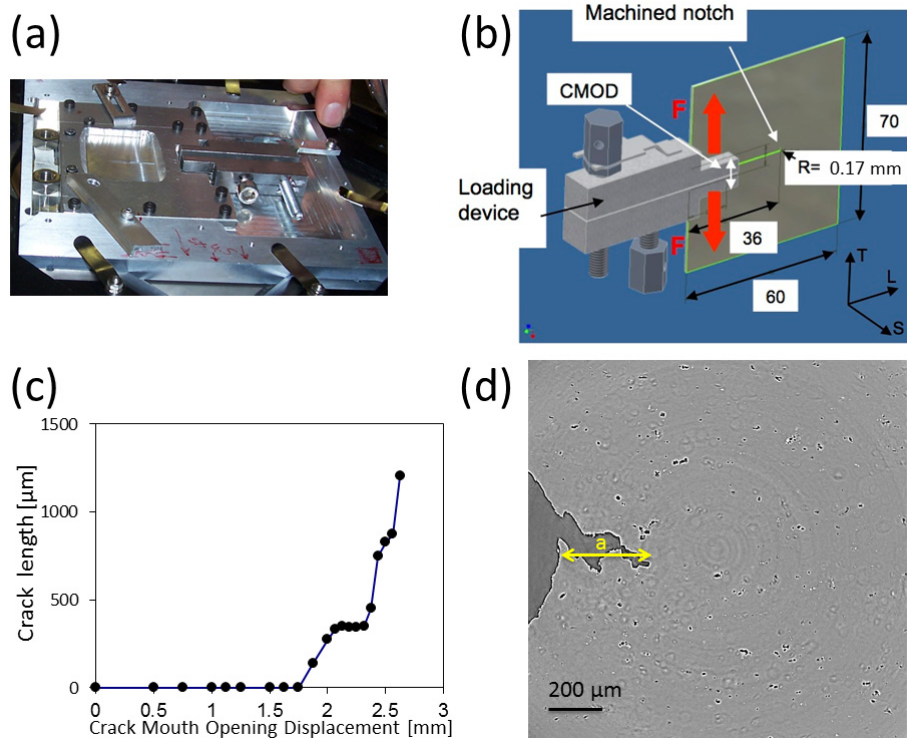 (a)
(b)
Machined notch
CMOD
F
70
R= 0.17 mm
Loading
device
F
36
60
T
L
S
(c)
Crack length [µm]
1500
1000
500
0
0
0.5
1
1.5
2
2.5
3
Crack Mouth Opening Displacement [mm]
(d)
a
200 µm